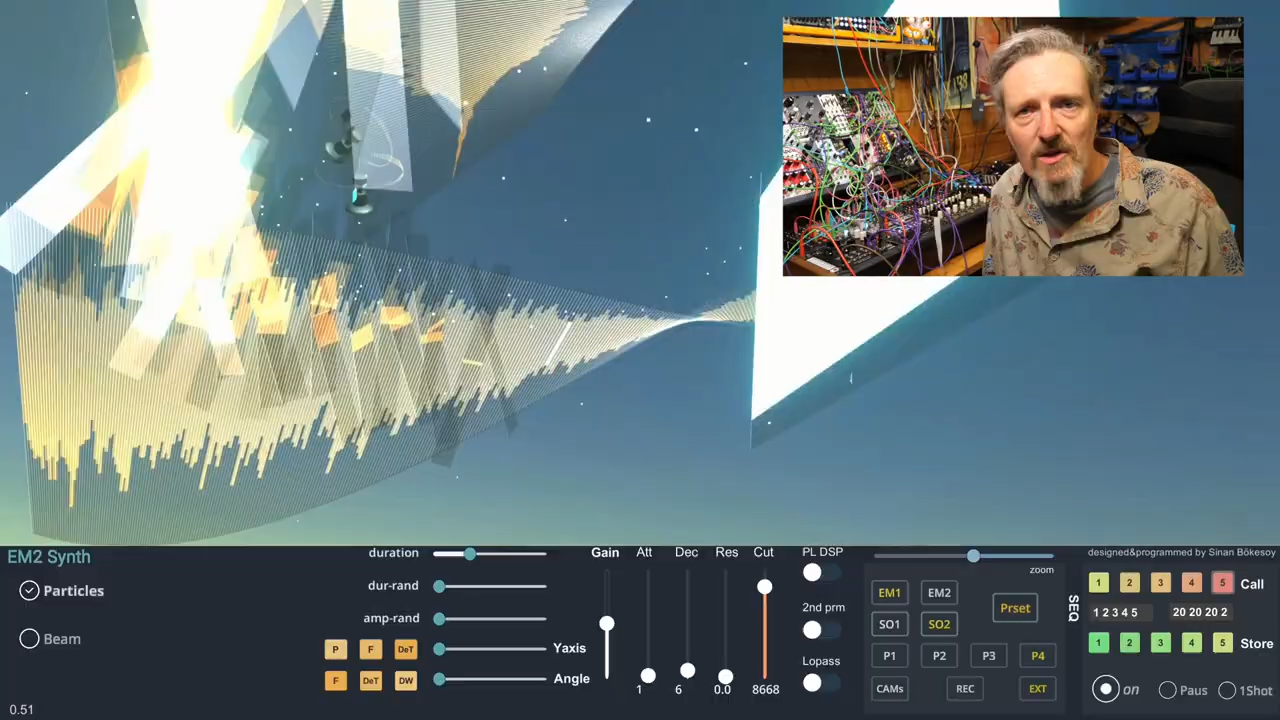 EM2 Synth
Particles
Beam
0.51
duration
dur-rand
amp-rand
P F DeT Yaxis
F DeT DW Angle
Gain Att Dec Res Cut
1 6 0.0 8668
PL DSP
2nd prm
Lopass
zoom
EM1 EM2
Prset
SO1 SO2
P1 P2 P3 P4
CAMs REC EXT
designed&programmed by Sinan Bökesoy
SEQ
1 2 3 4 5 Call
1 2 3 4 5 20 20 20 2
1 2 3 4 5 Store
on Paus 1Shot